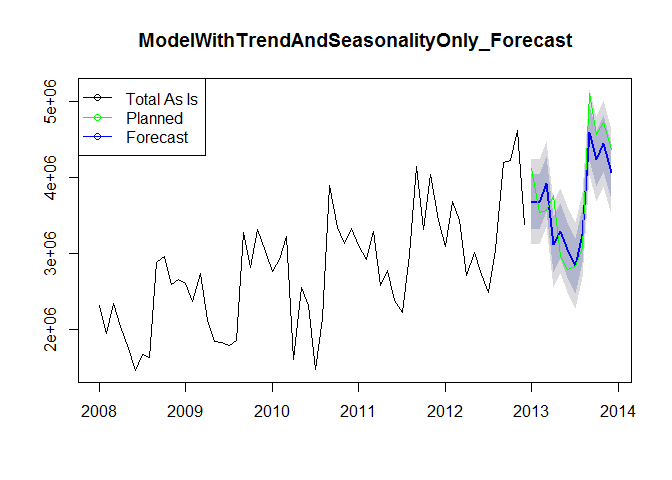 ModelWithTrendAndSeasonalityOnly_Forecast
Total As Is
Planned
Forecast
5e+06
4e+06
3e+06
2e+06
2008 2009 2010 2011 2012 2013 2014